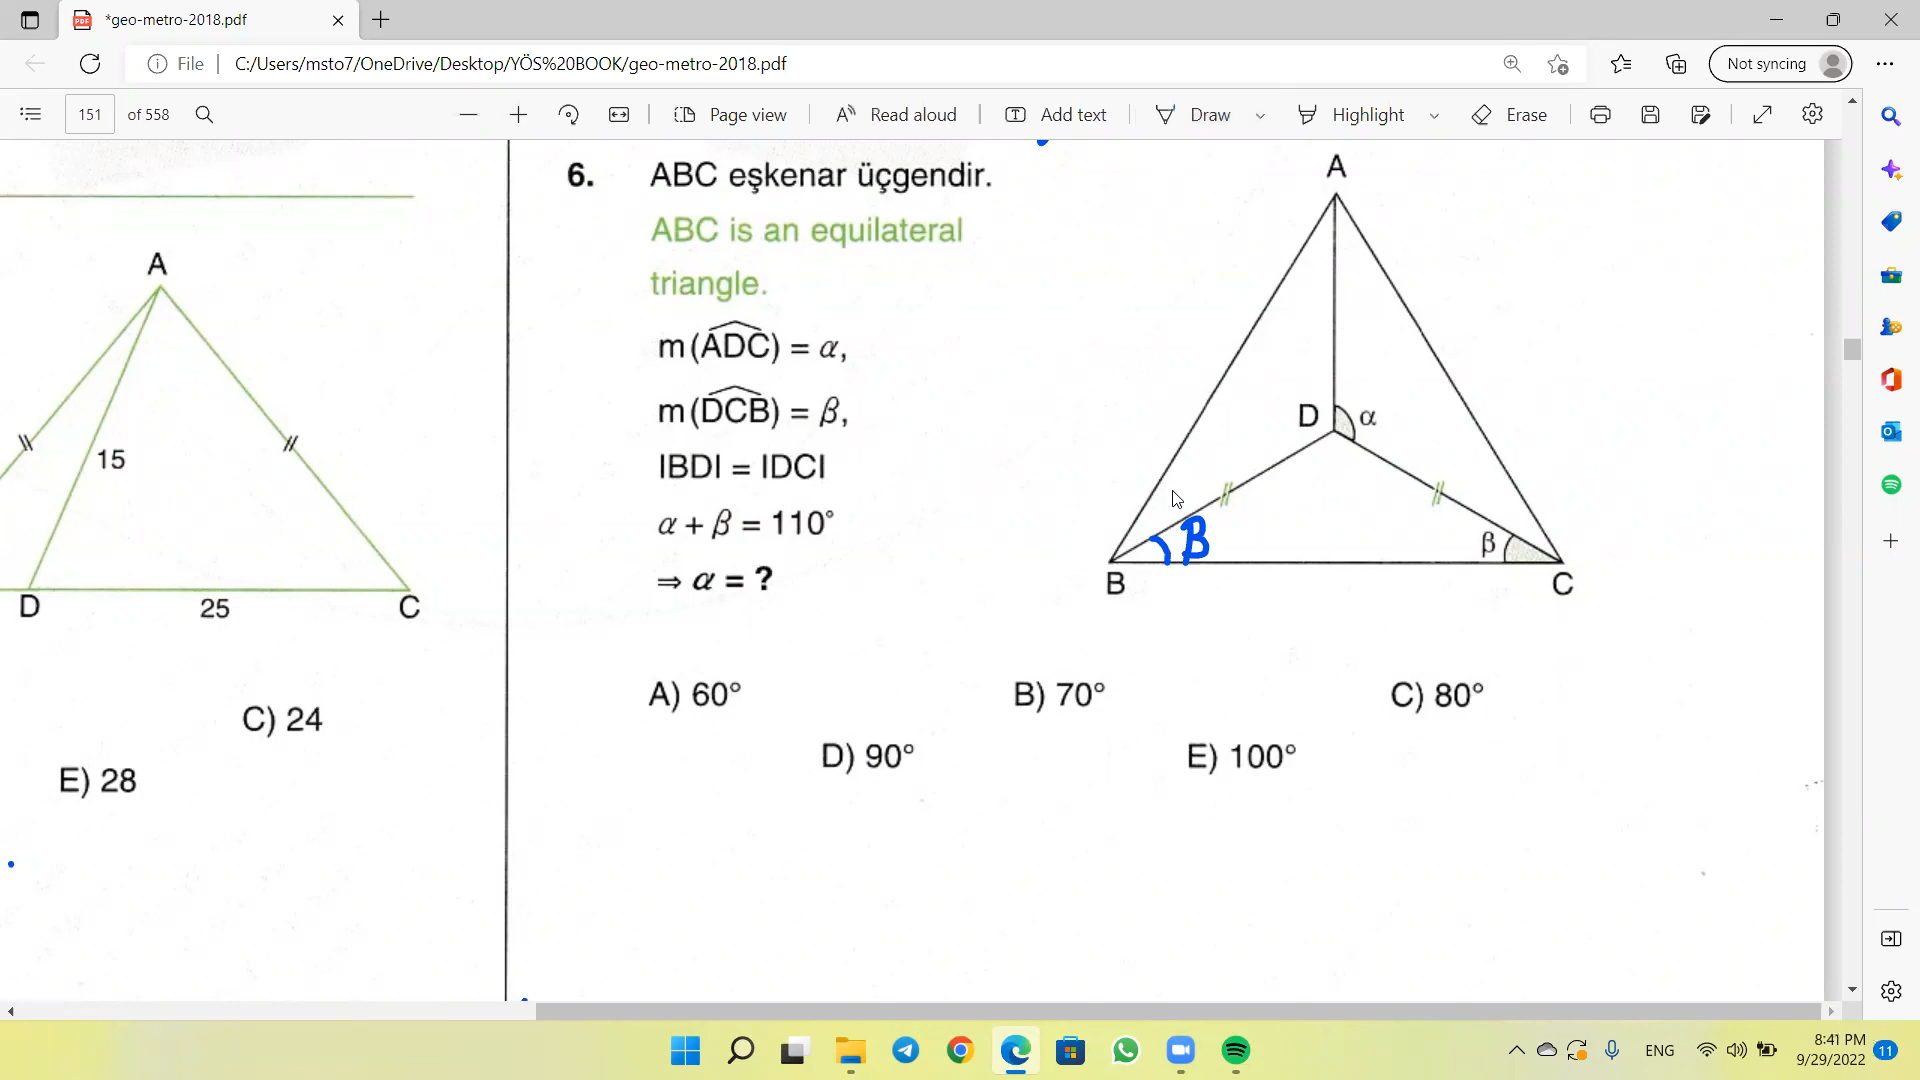 *geo-metro-2018.pdf
File
C:/Users/msto7/OneDrive/Desktop/YÖS%20BOOK/geo-metro-2018.pdf
Not syncing
151 of 558
Page view
Read aloud
Add text
Draw
Highlight
Erase
A
15
D
25
C
C) 24
E) 28
6.
ABC eşkenar üçgendir.
ABC is an equilateral
triangle.
m(ADC) = α,
m(DCB) = β,
IBDI = IDCI
α + β = 110°
⇒ α = ?
A
D
α
B
β
B
C
A) 60°
B) 70°
C) 80°
D) 90°
E) 100°
ENG
8:41 PM
9/29/2022
11